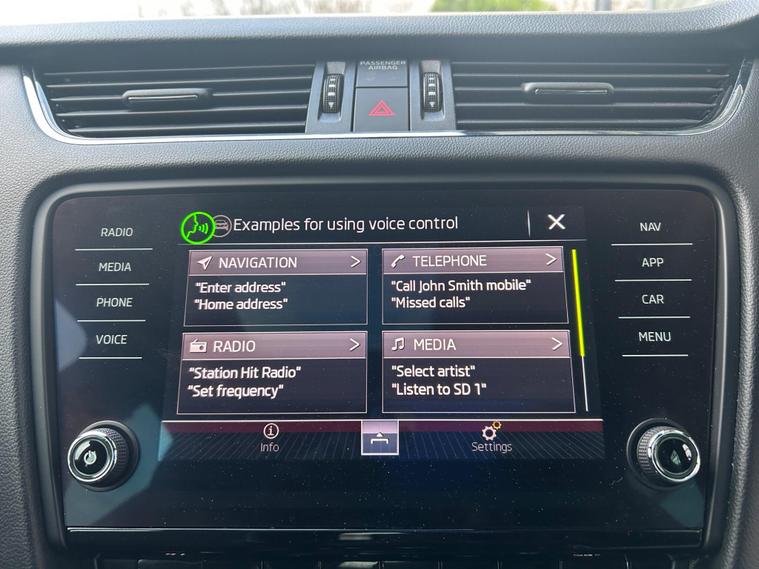 PASSENGER
AIRBAG
RADIO
MEDIA
PHONE
VOICE
Examples for using voice control
NAVIGATION
"Enter address"
"Home address"
TELEPHONE
"Call John Smith mobile"
"Missed calls"
RADIO
"Station Hit Radio"
"Set frequency"
MEDIA
"Select artist"
"Listen to SD 1"
Info
Settings
NAV
APP
CAR
MENU